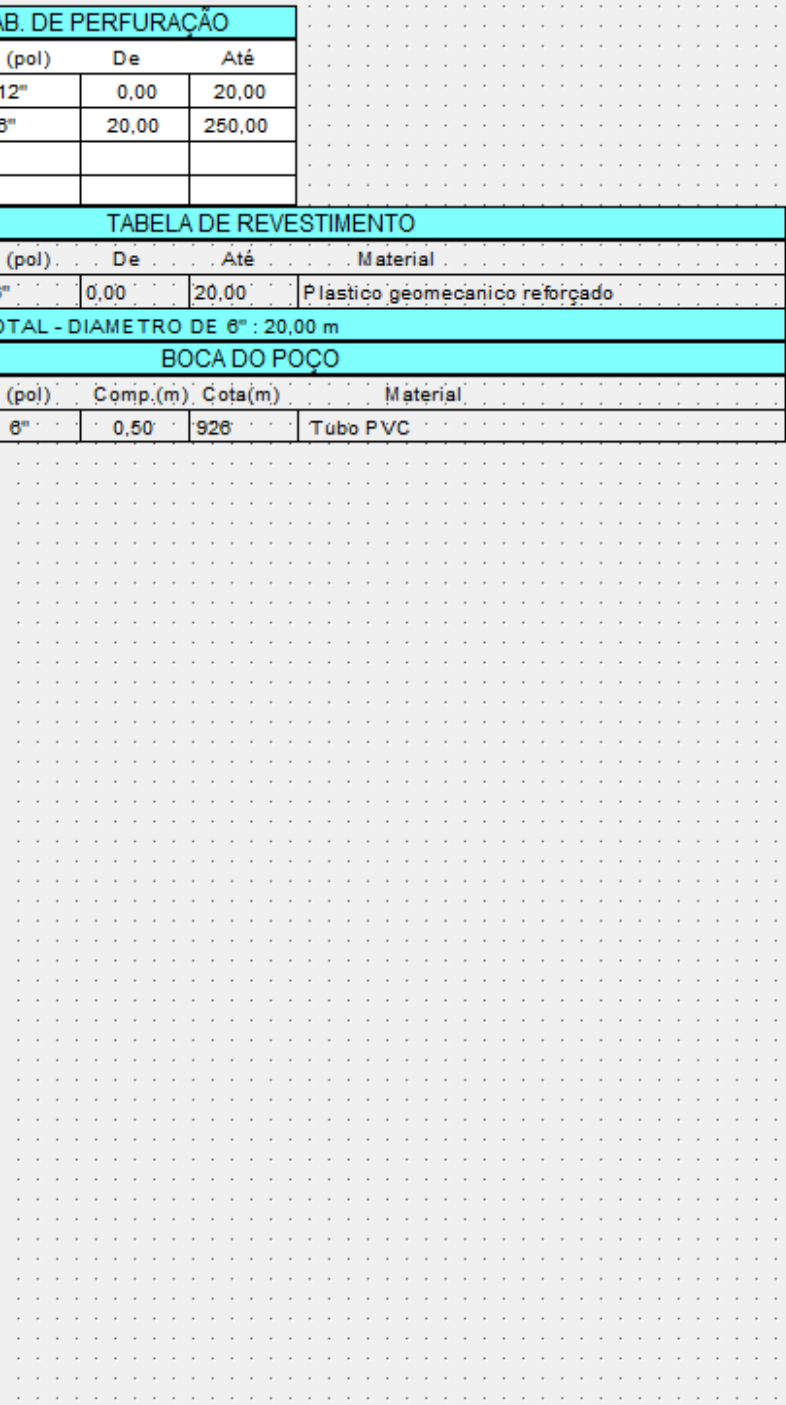 AB. DE PERFURAÇÃO
(pol) De Até
12" 0,00 20,00
6" 20,00 250,00
TABELA DE REVESTIMENTO
(pol) De Até Material
6" 0,00 20,00 Plastico geomecanico reforçado
OTAL - DIAMETRO DE 6" : 20,00 m
BOCA DO POÇO
(pol) Comp.(m) Cota(m) Material
6" 0,50 926 Tubo PVC